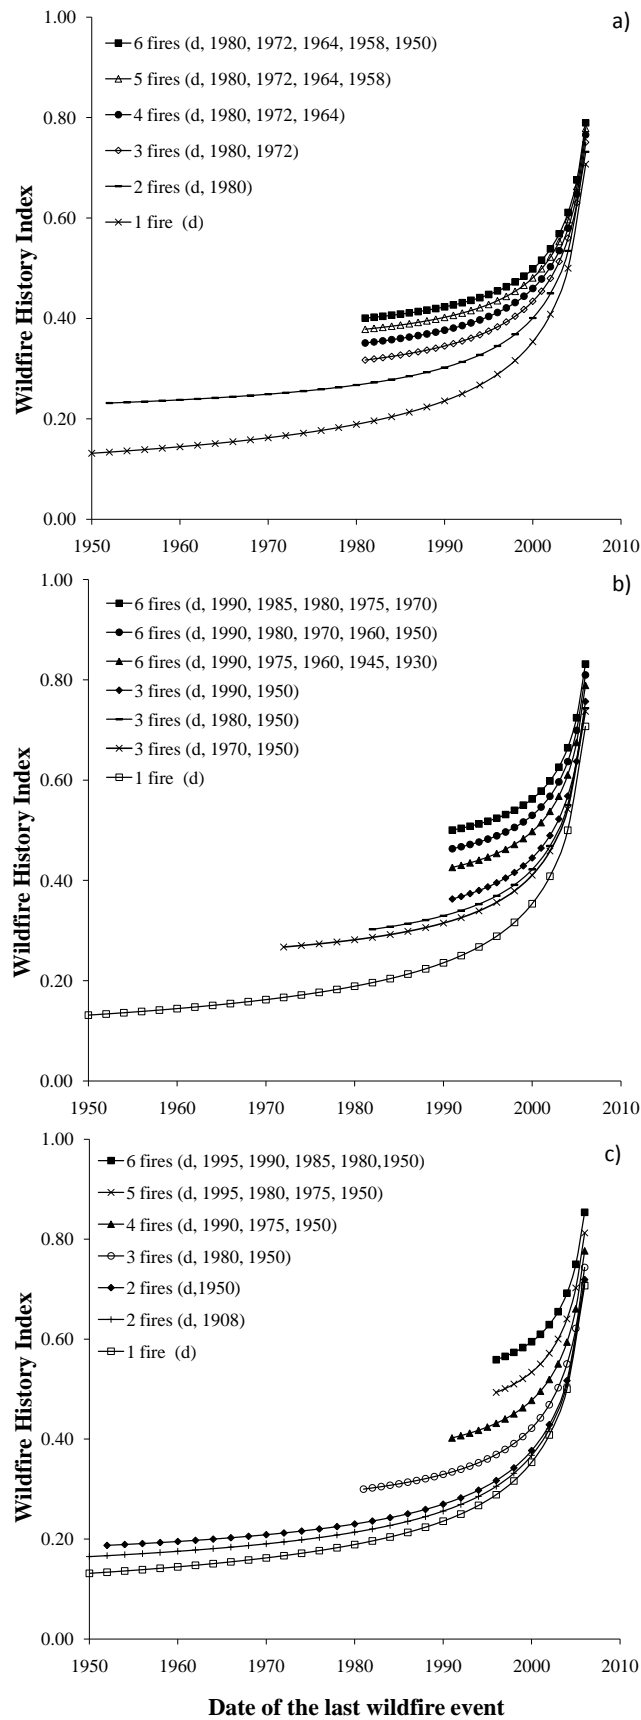 a)
1.00
0.80
0.60
0.40
0.20
0.00
Wildfire History Index
6 fires (d, 1980, 1972, 1964, 1958, 1950)
5 fires (d, 1980, 1972, 1964, 1958)
4 fires (d, 1980, 1972, 1964)
3 fires (d, 1980, 1972)
2 fires (d, 1980)
1 fire (d)
1950 1960 1970 1980 1990 2000 2010
b)
1.00
0.80
0.60
0.40
0.20
0.00
Wildfire History Index
6 fires (d, 1990, 1985, 1980, 1975, 1970)
6 fires (d, 1990, 1980, 1970, 1960, 1950)
6 fires (d, 1990, 1975, 1960, 1945, 1930)
3 fires (d, 1990, 1950)
3 fires (d, 1980, 1950)
3 fires (d, 1970, 1950)
1 fire (d)
1950 1960 1970 1980 1990 2000 2010
c)
1.00
0.80
0.60
0.40
0.20
0.00
Wildfire History Index
6 fires (d, 1995, 1990, 1985, 1980,1950)
5 fires (d, 1995, 1980, 1975, 1950)
4 fires (d, 1990, 1975, 1950)
3 fires (d, 1980, 1950)
2 fires (d,1950)
2 fires (d, 1908)
1 fire (d)
1950 1960 1970 1980 1990 2000 2010
Date of the last wildfire event